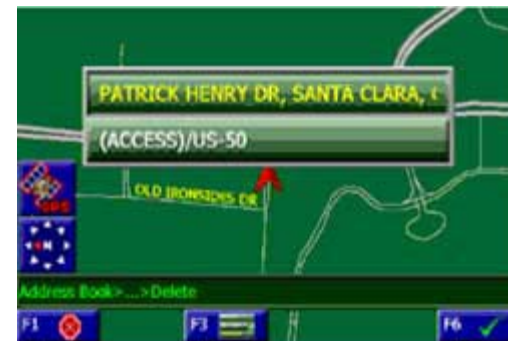 PATRICK HENRY DR, SANTA CLARA, C
(ACCESS)/US-50
OLD IRONSIDES DR
GPS
N
Address Book>...>Delete
F1
F3
F6